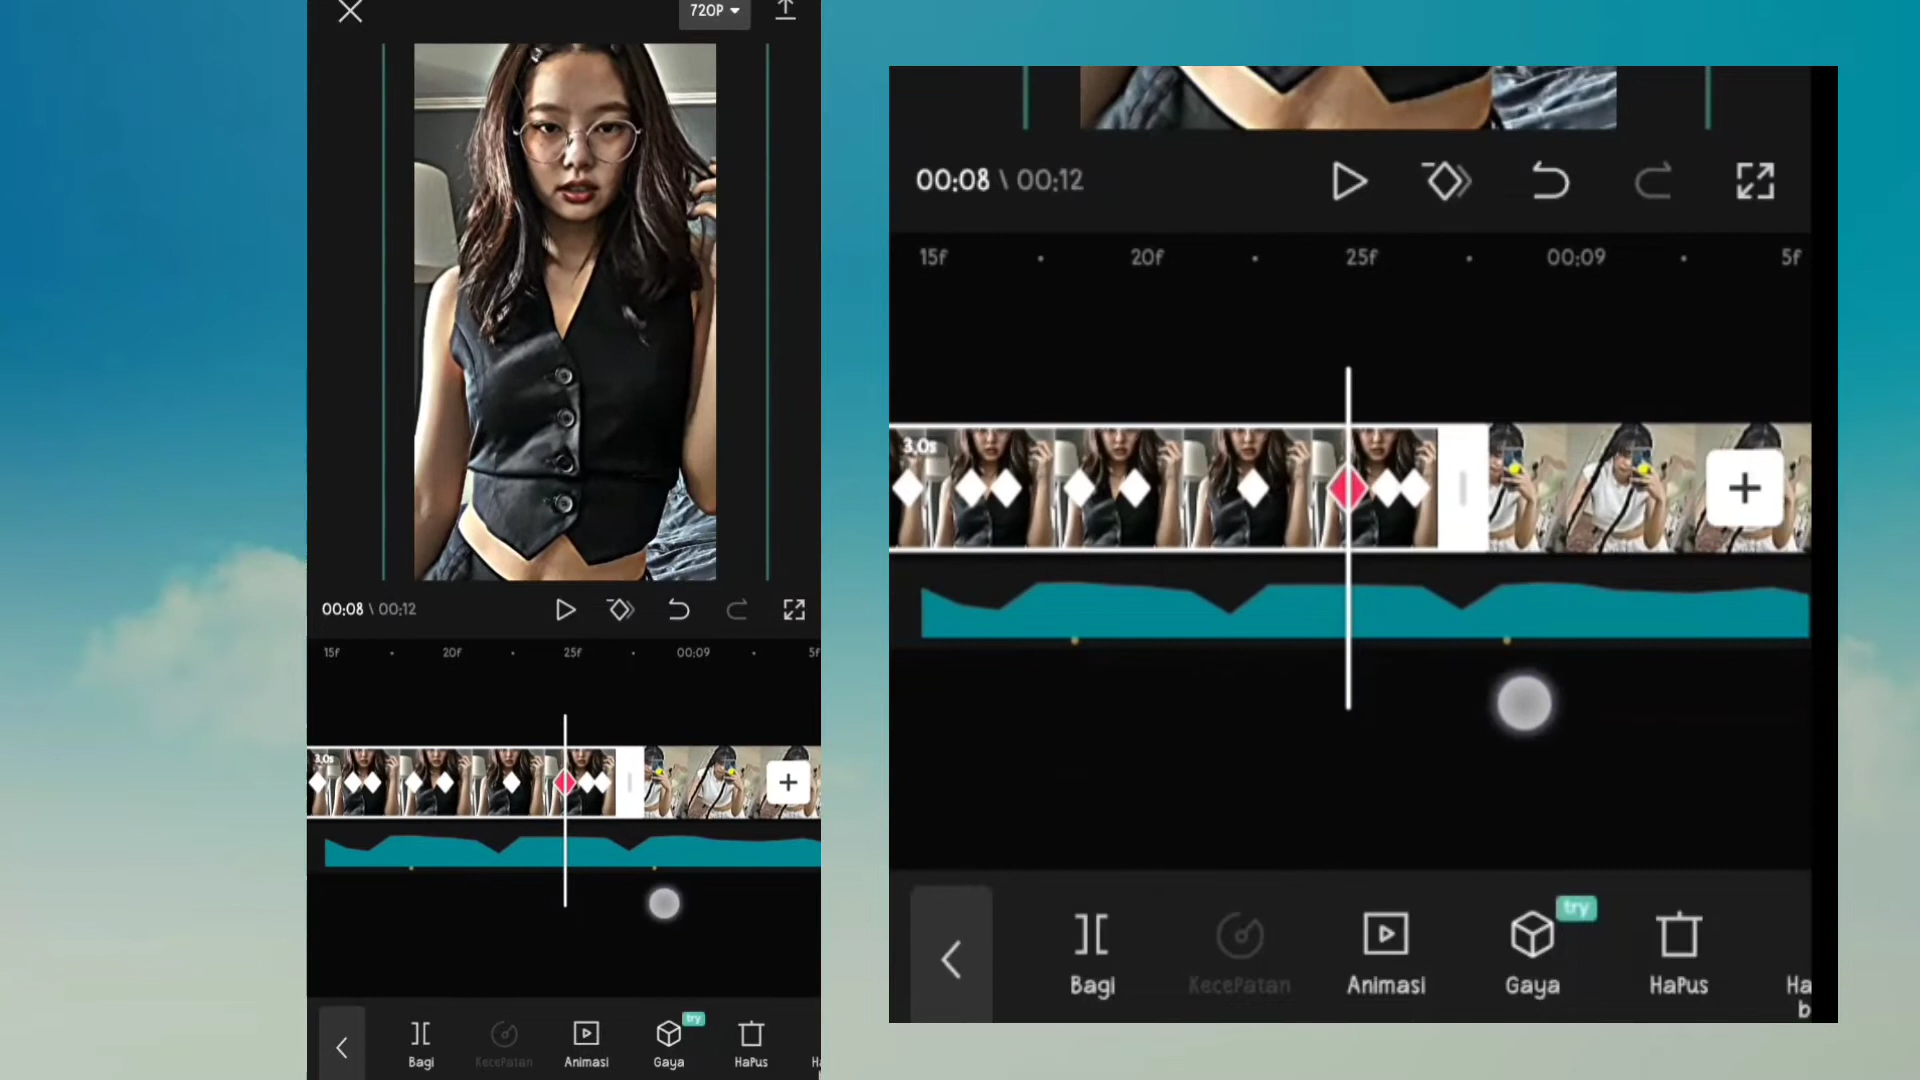 720P
00:08 \ 00:12
15f 20f 25f 00:09 5f
3.0s
Bagi KecePatan Animasi Gaya try HaPus
00:08 \ 00:12
15f 20f 25f 00:09 5f
3.0s
Bagi KecePatan Animasi Gaya try HaPus Ha
b